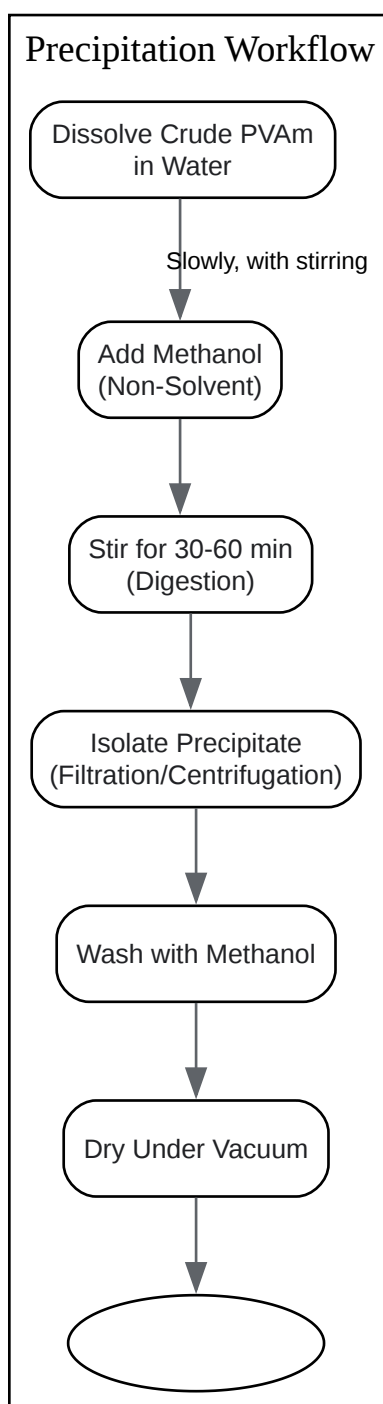 Precipitation Workflow
Dissolve Crude PVAm
in Water
Slowly, with stirring
Add Methanol
(Non-Solvent)
Stir for 30-60 min
(Digestion)
Isolate Precipitate
(Filtration/Centrifugation)
Wash with Methanol
Dry Under Vacuum